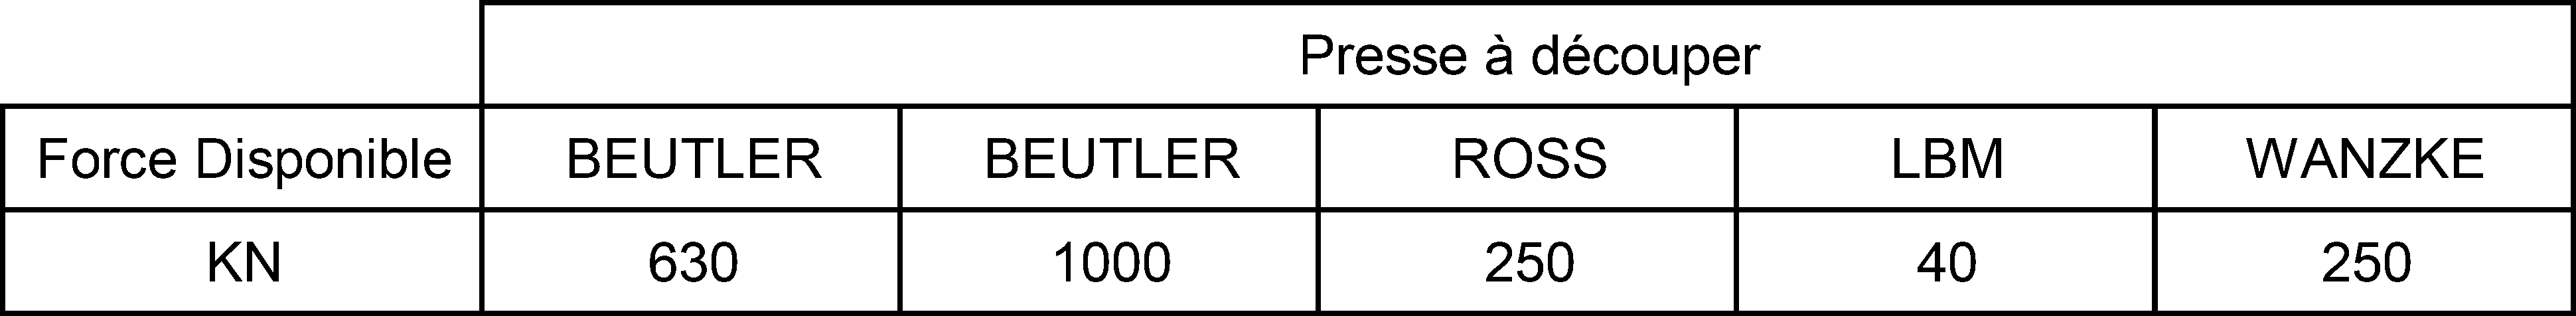 Presse à découper
Force Disponible BEUTLER BEUTLER ROSS LBM WANZKE
KN 630 1000 250 40 250